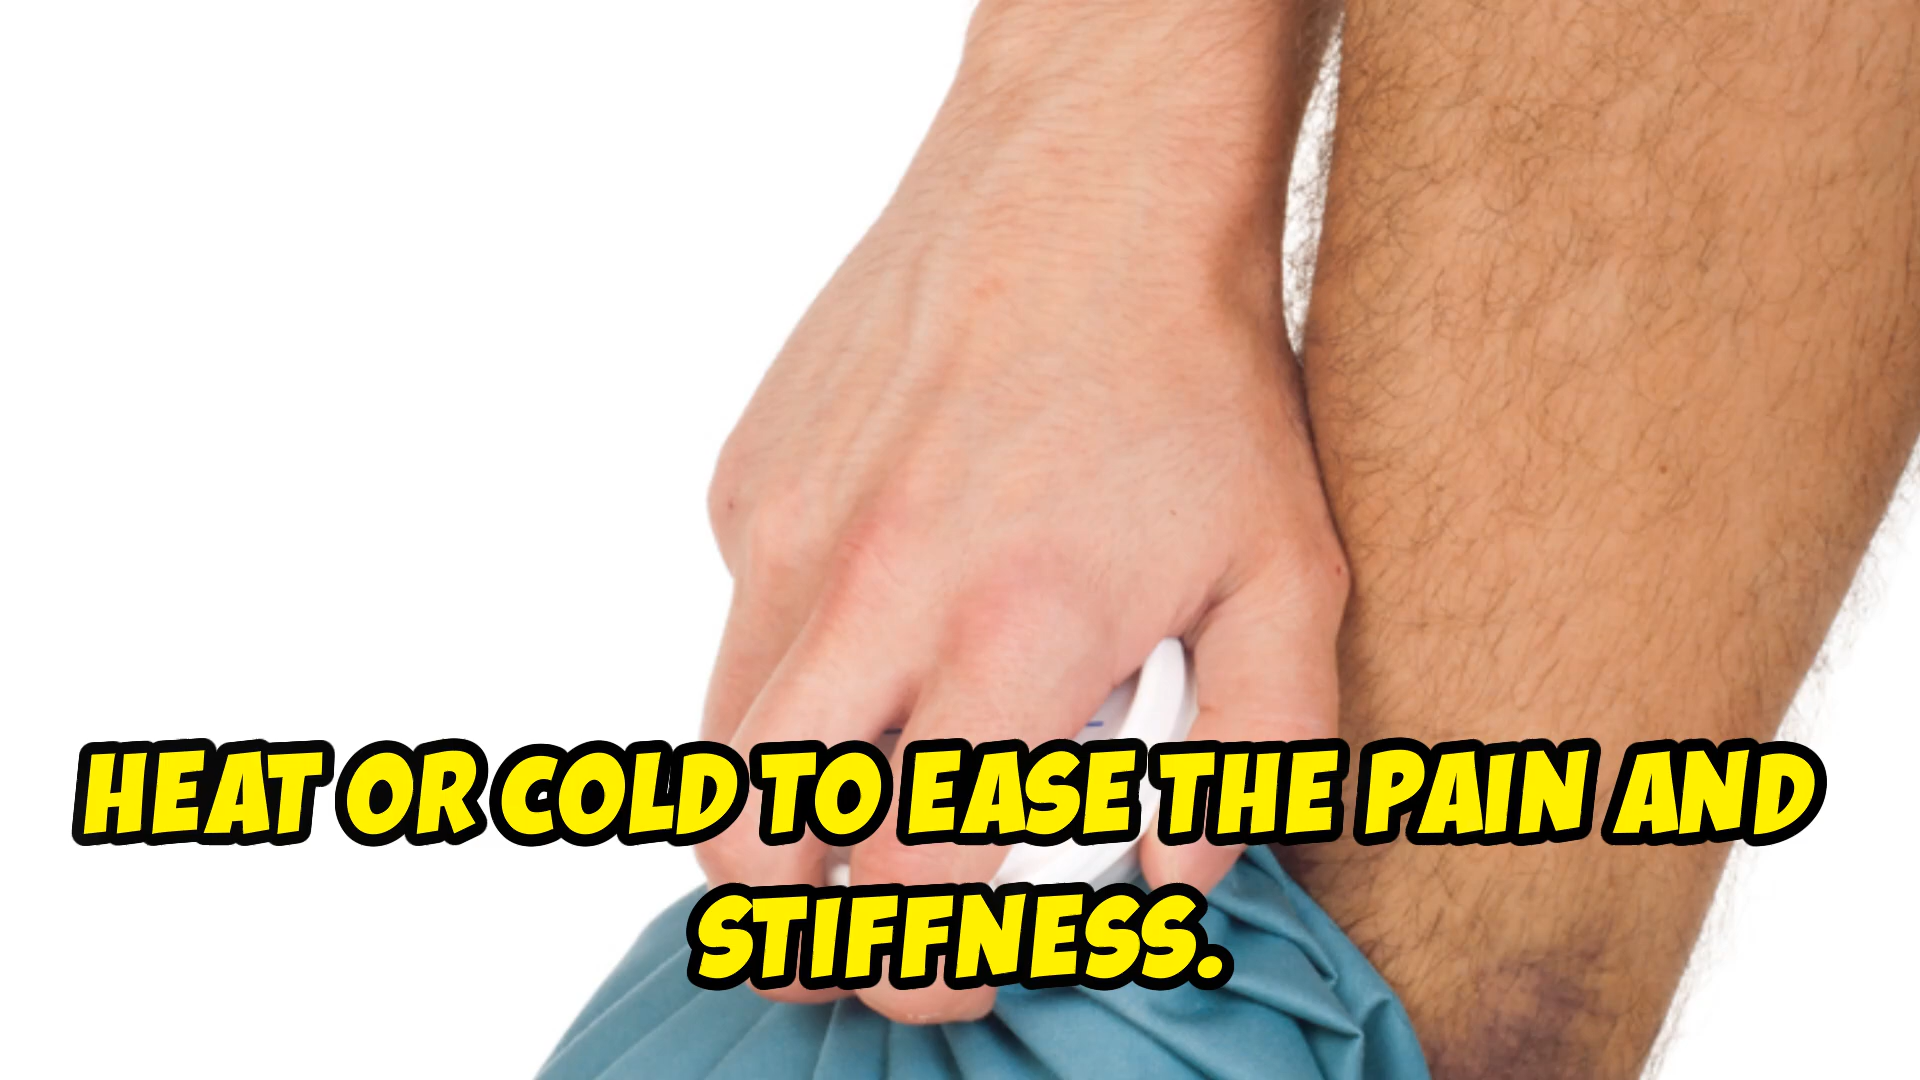 HEAT OR COLD TO EASE THE PAIN AND
STIFFNESS.